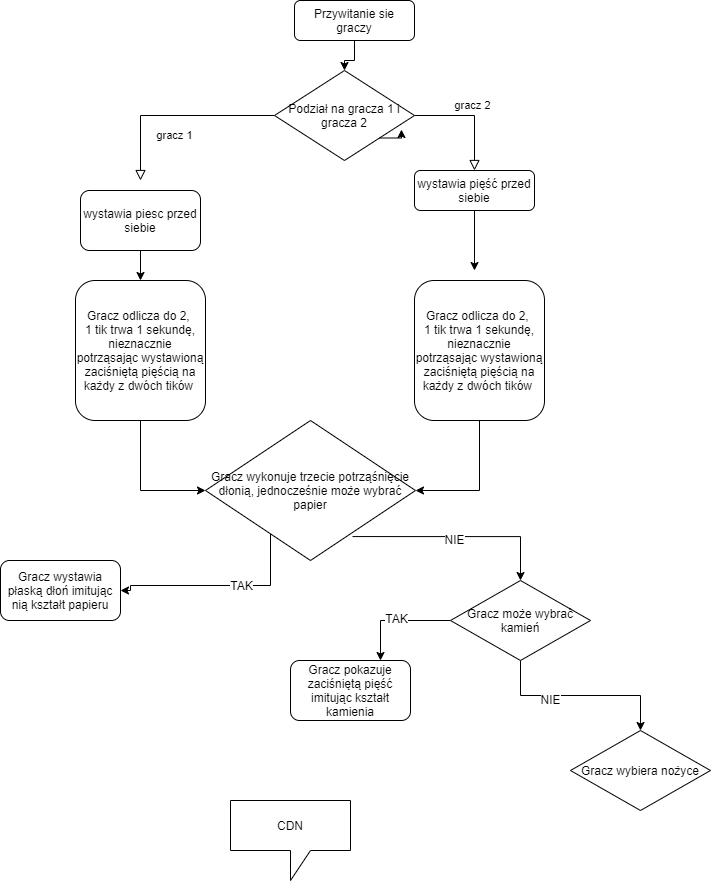 Przywitanie sie
graczy
Podział na gracza 1 I
gracza 2
gracz 1
gracz 2
wystawia piesc przed
siebie
wystawia pięść przed
siebie
Gracz odlicza do 2,
1 tik trwa 1 sekundę,
nieznacznie
potrząsając wystawioną
zaciśniętą pięścią na
każdy z dwóch tików
Gracz odlicza do 2,
1 tik trwa 1 sekundę,
nieznacznie
potrząsając wystawioną
zaciśniętą pięścią na
każdy z dwóch tików
Gracz wykonuje trzecie potrząśnięcie
dłonią, jednocześnie może wybrać
papier
TAK
NIE
Gracz wystawia
płaską dłoń imitując
nią kształt papieru
Gracz może wybrać
kamień
TAK
Gracz pokazuje
zaciśniętą pięść
imitując kształt
kamienia
NIE
Gracz wybiera nożyce
CDN